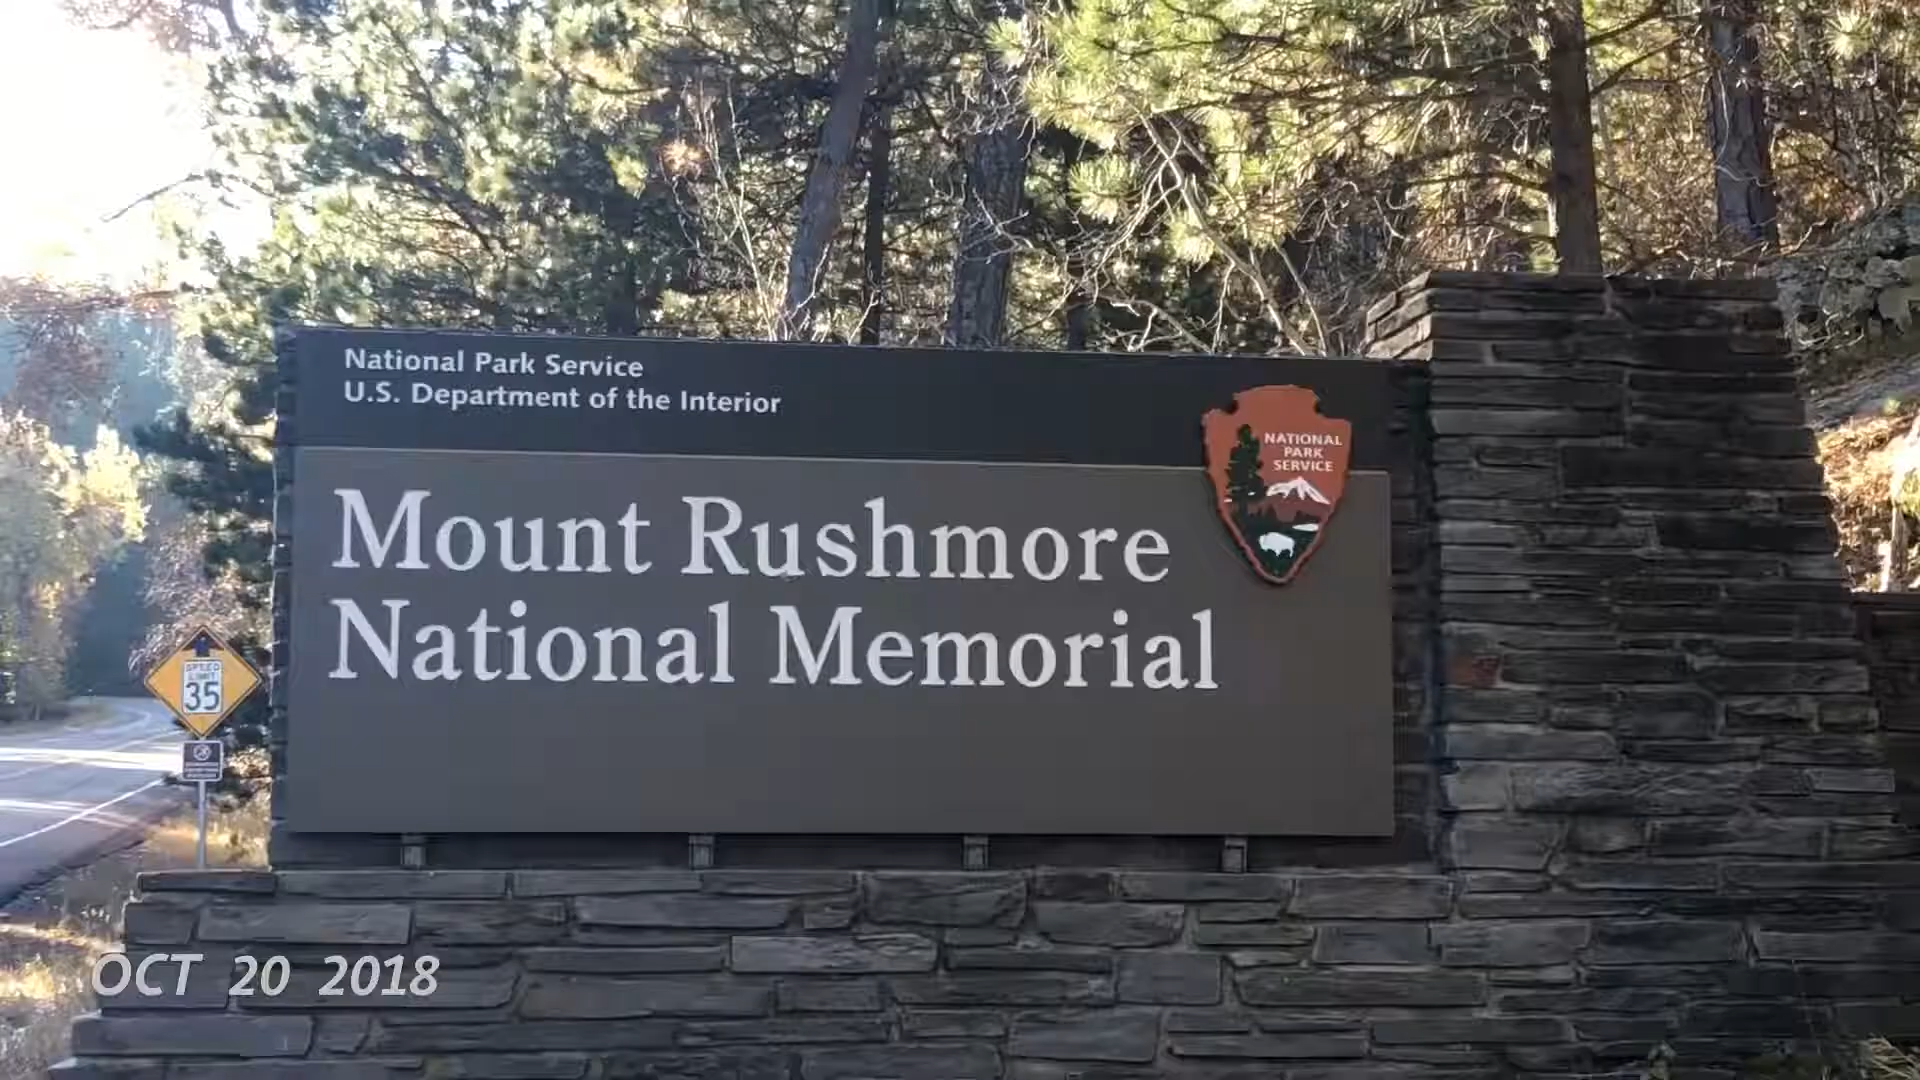 National Park Service
U.S. Department of the Interior
NATIONAL
PARK
SERVICE
Mount Rushmore
National Memorial
SPEED
LIMIT
35
OCT 20 2018